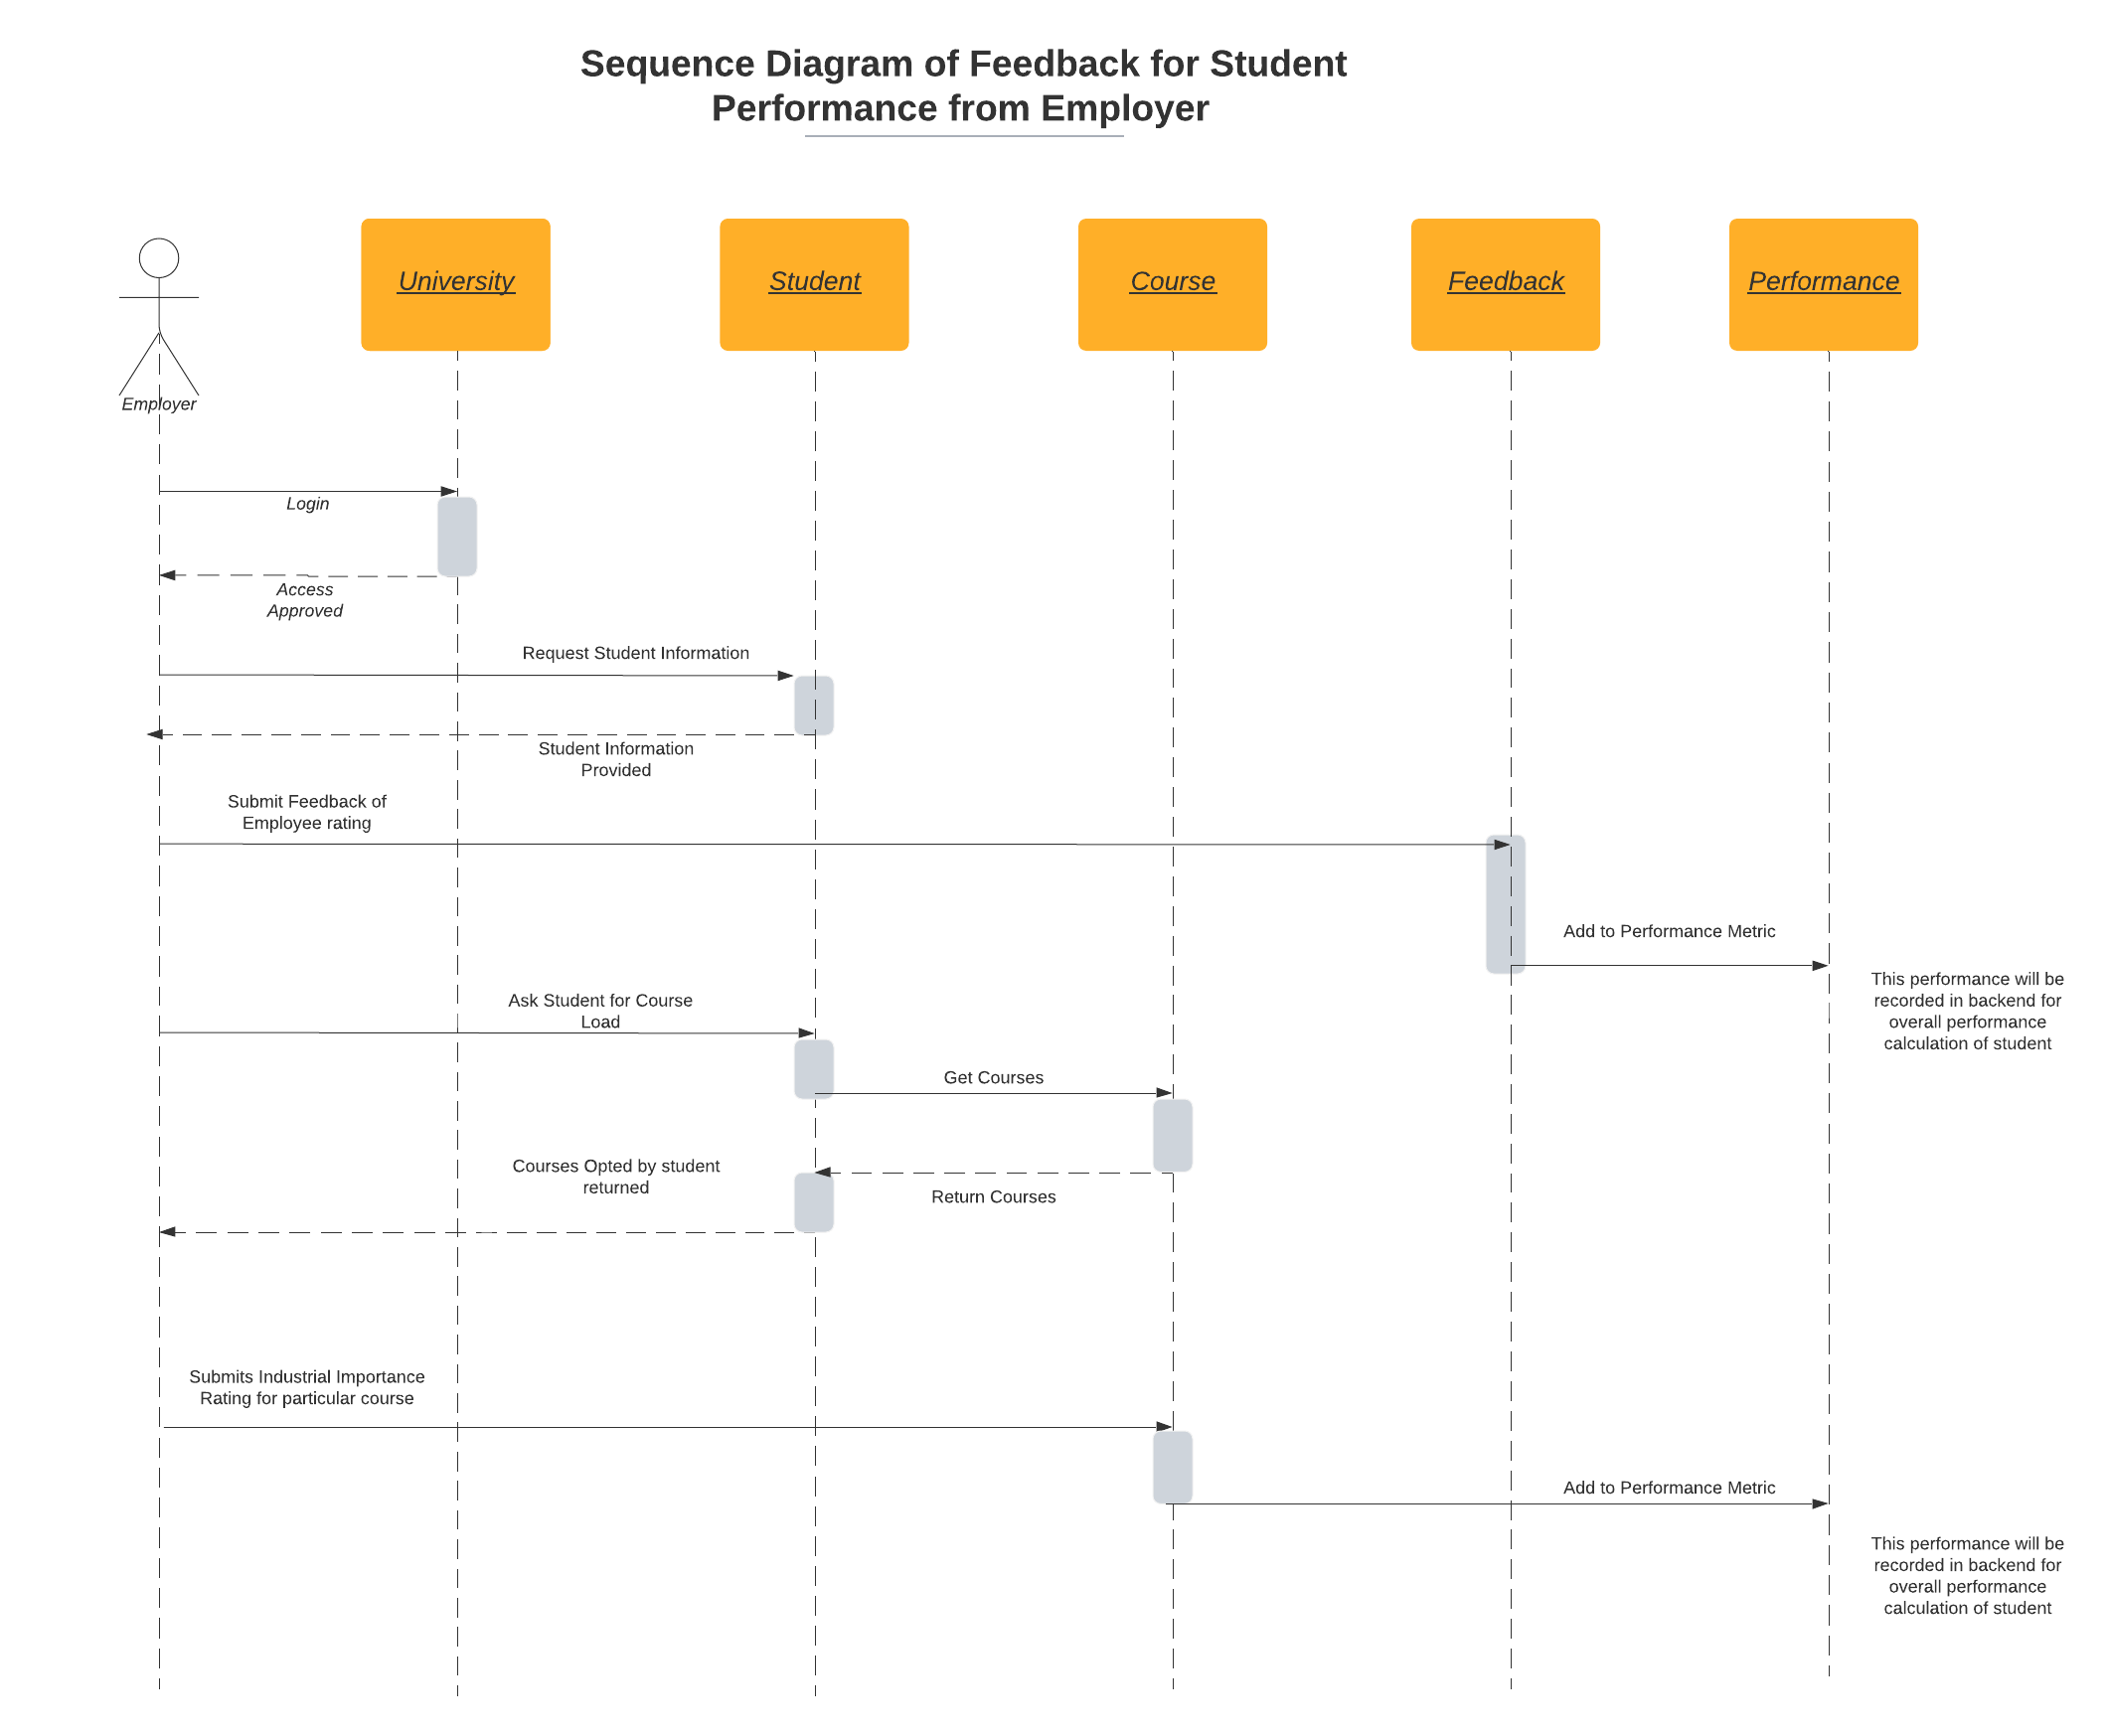 Sequence Diagram of Feedback for Student
Performance from Employer
University
Student
Course
Feedback
Performance
Employer
Login
Access
Approved
Request Student Information
Student Information
Provided
Submit Feedback of
Employee rating
Add to Performance Metric
This performance will be
recorded in backend for
overall performance
calculation of student
Ask Student for Course
Load
Get Courses
Courses Opted by student
returned
Return Courses
Submits Industrial Importance
Rating for particular course
Add to Performance Metric
This performance will be
recorded in backend for
overall performance
calculation of student